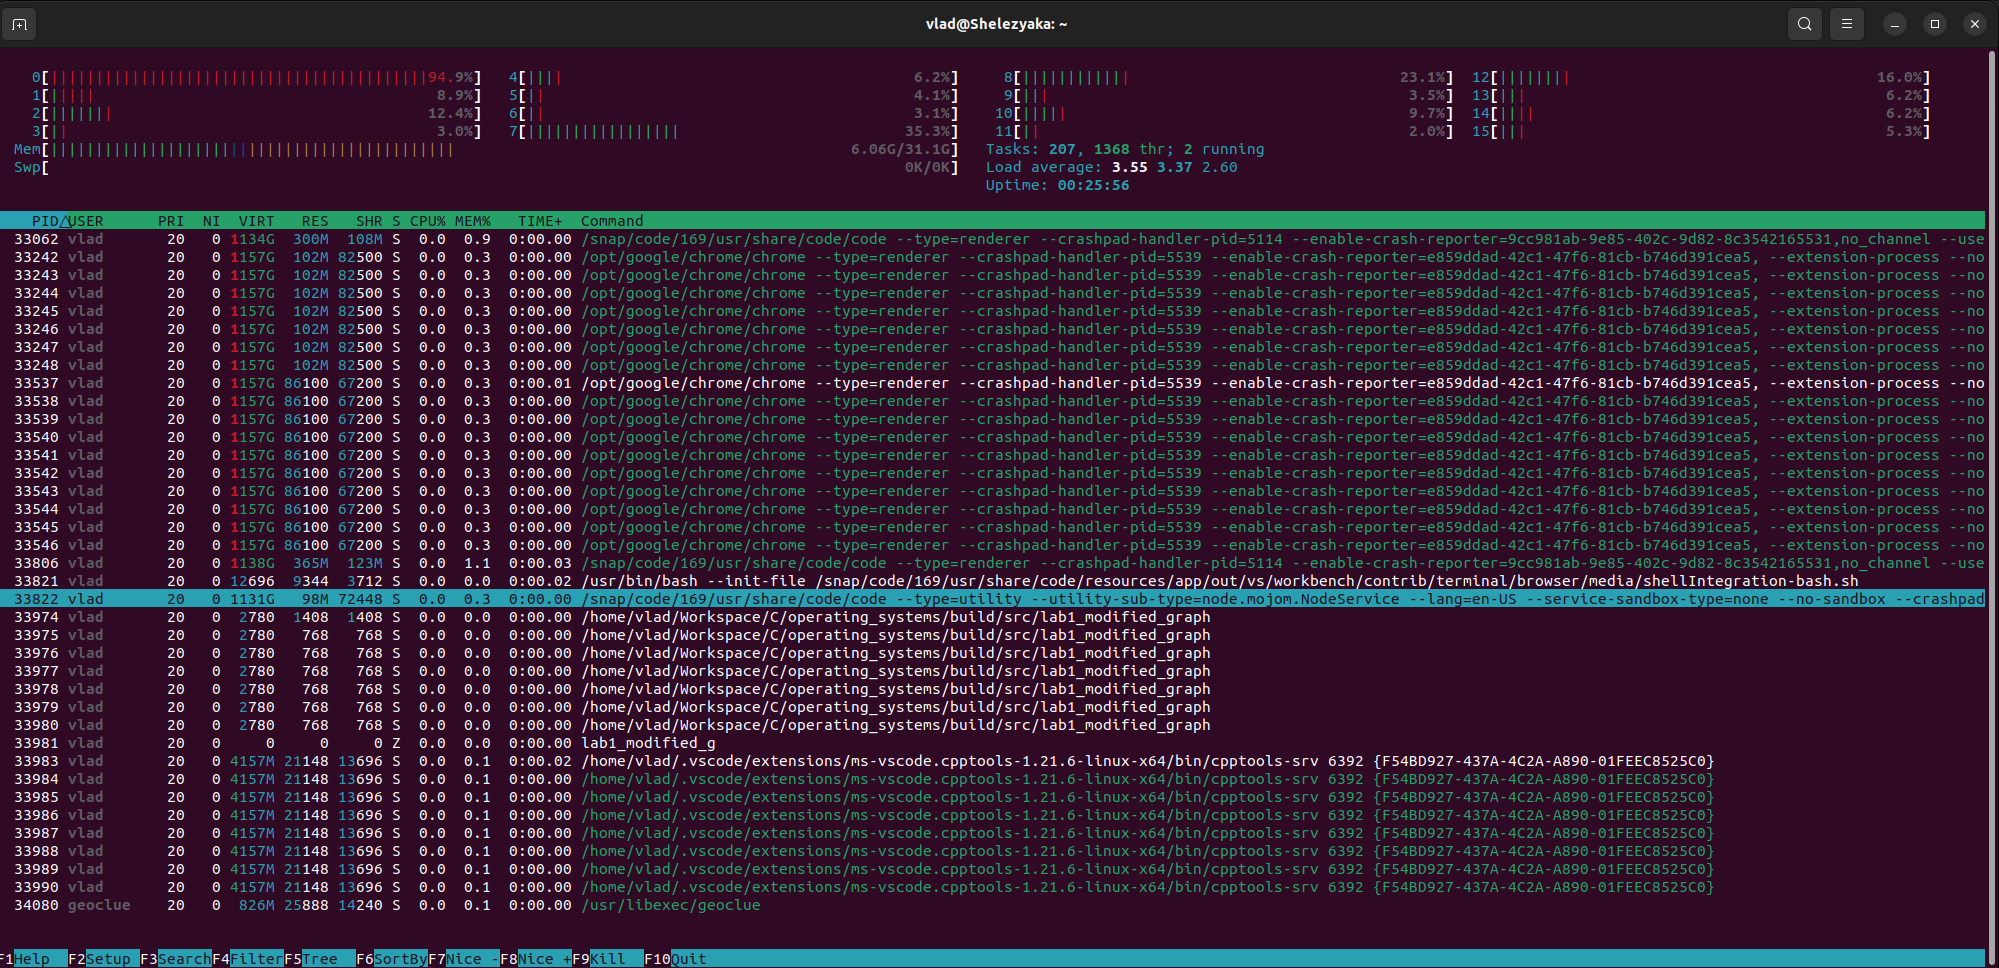 vlad@Shelezyaka: ~
0[||||||||||||||||||||||||||||||||||||||||||94.9%] 4[|||| 6.2%] 8[|||||||||||| 23.1%] 12[|||||||| 16.0%]
1[||||| 8.9%] 5[|| 4.1%] 9[||| 3.5%] 13[||| 6.2%]
2[||||||| 12.4%] 6[|| 3.1%] 10[||||| 9.7%] 14[|||| 6.2%]
3[|| 3.0%] 7[||||||||||||||||| 35.3%] 11[|| 2.0%] 15[||| 5.3%]
Mem[||||||||||||||||||||||||||||||||||||||||||||| 6.06G/31.1G] Tasks: 207, 1368 thr; 2 running
Swp[ 0K/0K] Load average: 3.55 3.37 2.60
Uptime: 00:25:56
PID△USER PRI NI VIRT RES SHR S CPU% MEM% TIME+ Command
33062 vlad 20 0 1134G 300M 108M S 0.0 0.9 0:00.00 /snap/code/169/usr/share/code/code --type=renderer --crashpad-handler-pid=5114 --enable-crash-reporter=9cc981ab-9e85-402c-9d82-8c3542165531,no_channel --use
33242 vlad 20 0 1157G 102M 82500 S 0.0 0.3 0:00.00 /opt/google/chrome/chrome --type=renderer --crashpad-handler-pid=5539 --enable-crash-reporter=e859ddad-42c1-47f6-81cb-b746d391cea5, --extension-process --no
33243 vlad 20 0 1157G 102M 82500 S 0.0 0.3 0:00.00 /opt/google/chrome/chrome --type=renderer --crashpad-handler-pid=5539 --enable-crash-reporter=e859ddad-42c1-47f6-81cb-b746d391cea5, --extension-process --no
33244 vlad 20 0 1157G 102M 82500 S 0.0 0.3 0:00.00 /opt/google/chrome/chrome --type=renderer --crashpad-handler-pid=5539 --enable-crash-reporter=e859ddad-42c1-47f6-81cb-b746d391cea5, --extension-process --no
33245 vlad 20 0 1157G 102M 82500 S 0.0 0.3 0:00.00 /opt/google/chrome/chrome --type=renderer --crashpad-handler-pid=5539 --enable-crash-reporter=e859ddad-42c1-47f6-81cb-b746d391cea5, --extension-process --no
33246 vlad 20 0 1157G 102M 82500 S 0.0 0.3 0:00.00 /opt/google/chrome/chrome --type=renderer --crashpad-handler-pid=5539 --enable-crash-reporter=e859ddad-42c1-47f6-81cb-b746d391cea5, --extension-process --no
33247 vlad 20 0 1157G 102M 82500 S 0.0 0.3 0:00.00 /opt/google/chrome/chrome --type=renderer --crashpad-handler-pid=5539 --enable-crash-reporter=e859ddad-42c1-47f6-81cb-b746d391cea5, --extension-process --no
33248 vlad 20 0 1157G 102M 82500 S 0.0 0.3 0:00.00 /opt/google/chrome/chrome --type=renderer --crashpad-handler-pid=5539 --enable-crash-reporter=e859ddad-42c1-47f6-81cb-b746d391cea5, --extension-process --no
33537 vlad 20 0 1157G 86100 67200 S 0.0 0.3 0:00.01 /opt/google/chrome/chrome --type=renderer --crashpad-handler-pid=5539 --enable-crash-reporter=e859ddad-42c1-47f6-81cb-b746d391cea5, --extension-process --no
33538 vlad 20 0 1157G 86100 67200 S 0.0 0.3 0:00.00 /opt/google/chrome/chrome --type=renderer --crashpad-handler-pid=5539 --enable-crash-reporter=e859ddad-42c1-47f6-81cb-b746d391cea5, --extension-process --no
33539 vlad 20 0 1157G 86100 67200 S 0.0 0.3 0:00.00 /opt/google/chrome/chrome --type=renderer --crashpad-handler-pid=5539 --enable-crash-reporter=e859ddad-42c1-47f6-81cb-b746d391cea5, --extension-process --no
33540 vlad 20 0 1157G 86100 67200 S 0.0 0.3 0:00.00 /opt/google/chrome/chrome --type=renderer --crashpad-handler-pid=5539 --enable-crash-reporter=e859ddad-42c1-47f6-81cb-b746d391cea5, --extension-process --no
33541 vlad 20 0 1157G 86100 67200 S 0.0 0.3 0:00.00 /opt/google/chrome/chrome --type=renderer --crashpad-handler-pid=5539 --enable-crash-reporter=e859ddad-42c1-47f6-81cb-b746d391cea5, --extension-process --no
33542 vlad 20 0 1157G 86100 67200 S 0.0 0.3 0:00.00 /opt/google/chrome/chrome --type=renderer --crashpad-handler-pid=5539 --enable-crash-reporter=e859ddad-42c1-47f6-81cb-b746d391cea5, --extension-process --no
33543 vlad 20 0 1157G 86100 67200 S 0.0 0.3 0:00.00 /opt/google/chrome/chrome --type=renderer --crashpad-handler-pid=5539 --enable-crash-reporter=e859ddad-42c1-47f6-81cb-b746d391cea5, --extension-process --no
33544 vlad 20 0 1157G 86100 67200 S 0.0 0.3 0:00.00 /opt/google/chrome/chrome --type=renderer --crashpad-handler-pid=5539 --enable-crash-reporter=e859ddad-42c1-47f6-81cb-b746d391cea5, --extension-process --no
33545 vlad 20 0 1157G 86100 67200 S 0.0 0.3 0:00.00 /opt/google/chrome/chrome --type=renderer --crashpad-handler-pid=5539 --enable-crash-reporter=e859ddad-42c1-47f6-81cb-b746d391cea5, --extension-process --no
33546 vlad 20 0 1157G 86100 67200 S 0.0 0.3 0:00.00 /opt/google/chrome/chrome --type=renderer --crashpad-handler-pid=5539 --enable-crash-reporter=e859ddad-42c1-47f6-81cb-b746d391cea5, --extension-process --no
33806 vlad 20 0 1138G 365M 123M S 0.0 1.1 0:00.03 /snap/code/169/usr/share/code/code --type=renderer --crashpad-handler-pid=5114 --enable-crash-reporter=9cc981ab-9e85-402c-9d82-8c3542165531,no_channel --use
33821 vlad 20 0 12696 9344 3712 S 0.0 0.0 0:00.02 /usr/bin/bash --init-file /snap/code/169/usr/share/code/resources/app/out/vs/workbench/contrib/terminal/browser/media/shellIntegration-bash.sh
33822 vlad 20 0 1131G 98M 72448 S 0.0 0.3 0:00.00 /snap/code/169/usr/share/code/code --type=utility --utility-sub-type=node.mojom.NodeService --lang=en-US --service-sandbox-type=none --no-sandbox --crashpad
33974 vlad 20 0 2780 1408 1408 S 0.0 0.0 0:00.00 /home/vlad/Workspace/C/operating_systems/build/src/lab1_modified_graph
33975 vlad 20 0 2780 768 768 S 0.0 0.0 0:00.00 /home/vlad/Workspace/C/operating_systems/build/src/lab1_modified_graph
33976 vlad 20 0 2780 768 768 S 0.0 0.0 0:00.00 /home/vlad/Workspace/C/operating_systems/build/src/lab1_modified_graph
33977 vlad 20 0 2780 768 768 S 0.0 0.0 0:00.00 /home/vlad/Workspace/C/operating_systems/build/src/lab1_modified_graph
33978 vlad 20 0 2780 768 768 S 0.0 0.0 0:00.00 /home/vlad/Workspace/C/operating_systems/build/src/lab1_modified_graph
33979 vlad 20 0 2780 768 768 S 0.0 0.0 0:00.00 /home/vlad/Workspace/C/operating_systems/build/src/lab1_modified_graph
33980 vlad 20 0 2780 768 768 S 0.0 0.0 0:00.00 /home/vlad/Workspace/C/operating_systems/build/src/lab1_modified_graph
33981 vlad 20 0 0 0 0 Z 0.0 0.0 0:00.00 lab1_modified_g
33983 vlad 20 0 4157M 21148 13696 S 0.0 0.1 0:00.02 /home/vlad/.vscode/extensions/ms-vscode.cpptools-1.21.6-linux-x64/bin/cpptools-srv 6392 {F54BD927-437A-4C2A-A890-01FEEC8525C0}
33984 vlad 20 0 4157M 21148 13696 S 0.0 0.1 0:00.00 /home/vlad/.vscode/extensions/ms-vscode.cpptools-1.21.6-linux-x64/bin/cpptools-srv 6392 {F54BD927-437A-4C2A-A890-01FEEC8525C0}
33985 vlad 20 0 4157M 21148 13696 S 0.0 0.1 0:00.00 /home/vlad/.vscode/extensions/ms-vscode.cpptools-1.21.6-linux-x64/bin/cpptools-srv 6392 {F54BD927-437A-4C2A-A890-01FEEC8525C0}
33986 vlad 20 0 4157M 21148 13696 S 0.0 0.1 0:00.00 /home/vlad/.vscode/extensions/ms-vscode.cpptools-1.21.6-linux-x64/bin/cpptools-srv 6392 {F54BD927-437A-4C2A-A890-01FEEC8525C0}
33987 vlad 20 0 4157M 21148 13696 S 0.0 0.1 0:00.00 /home/vlad/.vscode/extensions/ms-vscode.cpptools-1.21.6-linux-x64/bin/cpptools-srv 6392 {F54BD927-437A-4C2A-A890-01FEEC8525C0}
33988 vlad 20 0 4157M 21148 13696 S 0.0 0.1 0:00.00 /home/vlad/.vscode/extensions/ms-vscode.cpptools-1.21.6-linux-x64/bin/cpptools-srv 6392 {F54BD927-437A-4C2A-A890-01FEEC8525C0}
33989 vlad 20 0 4157M 21148 13696 S 0.0 0.1 0:00.00 /home/vlad/.vscode/extensions/ms-vscode.cpptools-1.21.6-linux-x64/bin/cpptools-srv 6392 {F54BD927-437A-4C2A-A890-01FEEC8525C0}
33990 vlad 20 0 4157M 21148 13696 S 0.0 0.1 0:00.00 /home/vlad/.vscode/extensions/ms-vscode.cpptools-1.21.6-linux-x64/bin/cpptools-srv 6392 {F54BD927-437A-4C2A-A890-01FEEC8525C0}
34080 geoclue 20 0 826M 25888 14240 S 0.0 0.1 0:00.00 /usr/libexec/geoclue
F1Help F2Setup F3SearchF4FilterF5Tree F6SortByF7Nice -F8Nice +F9Kill F10Quit